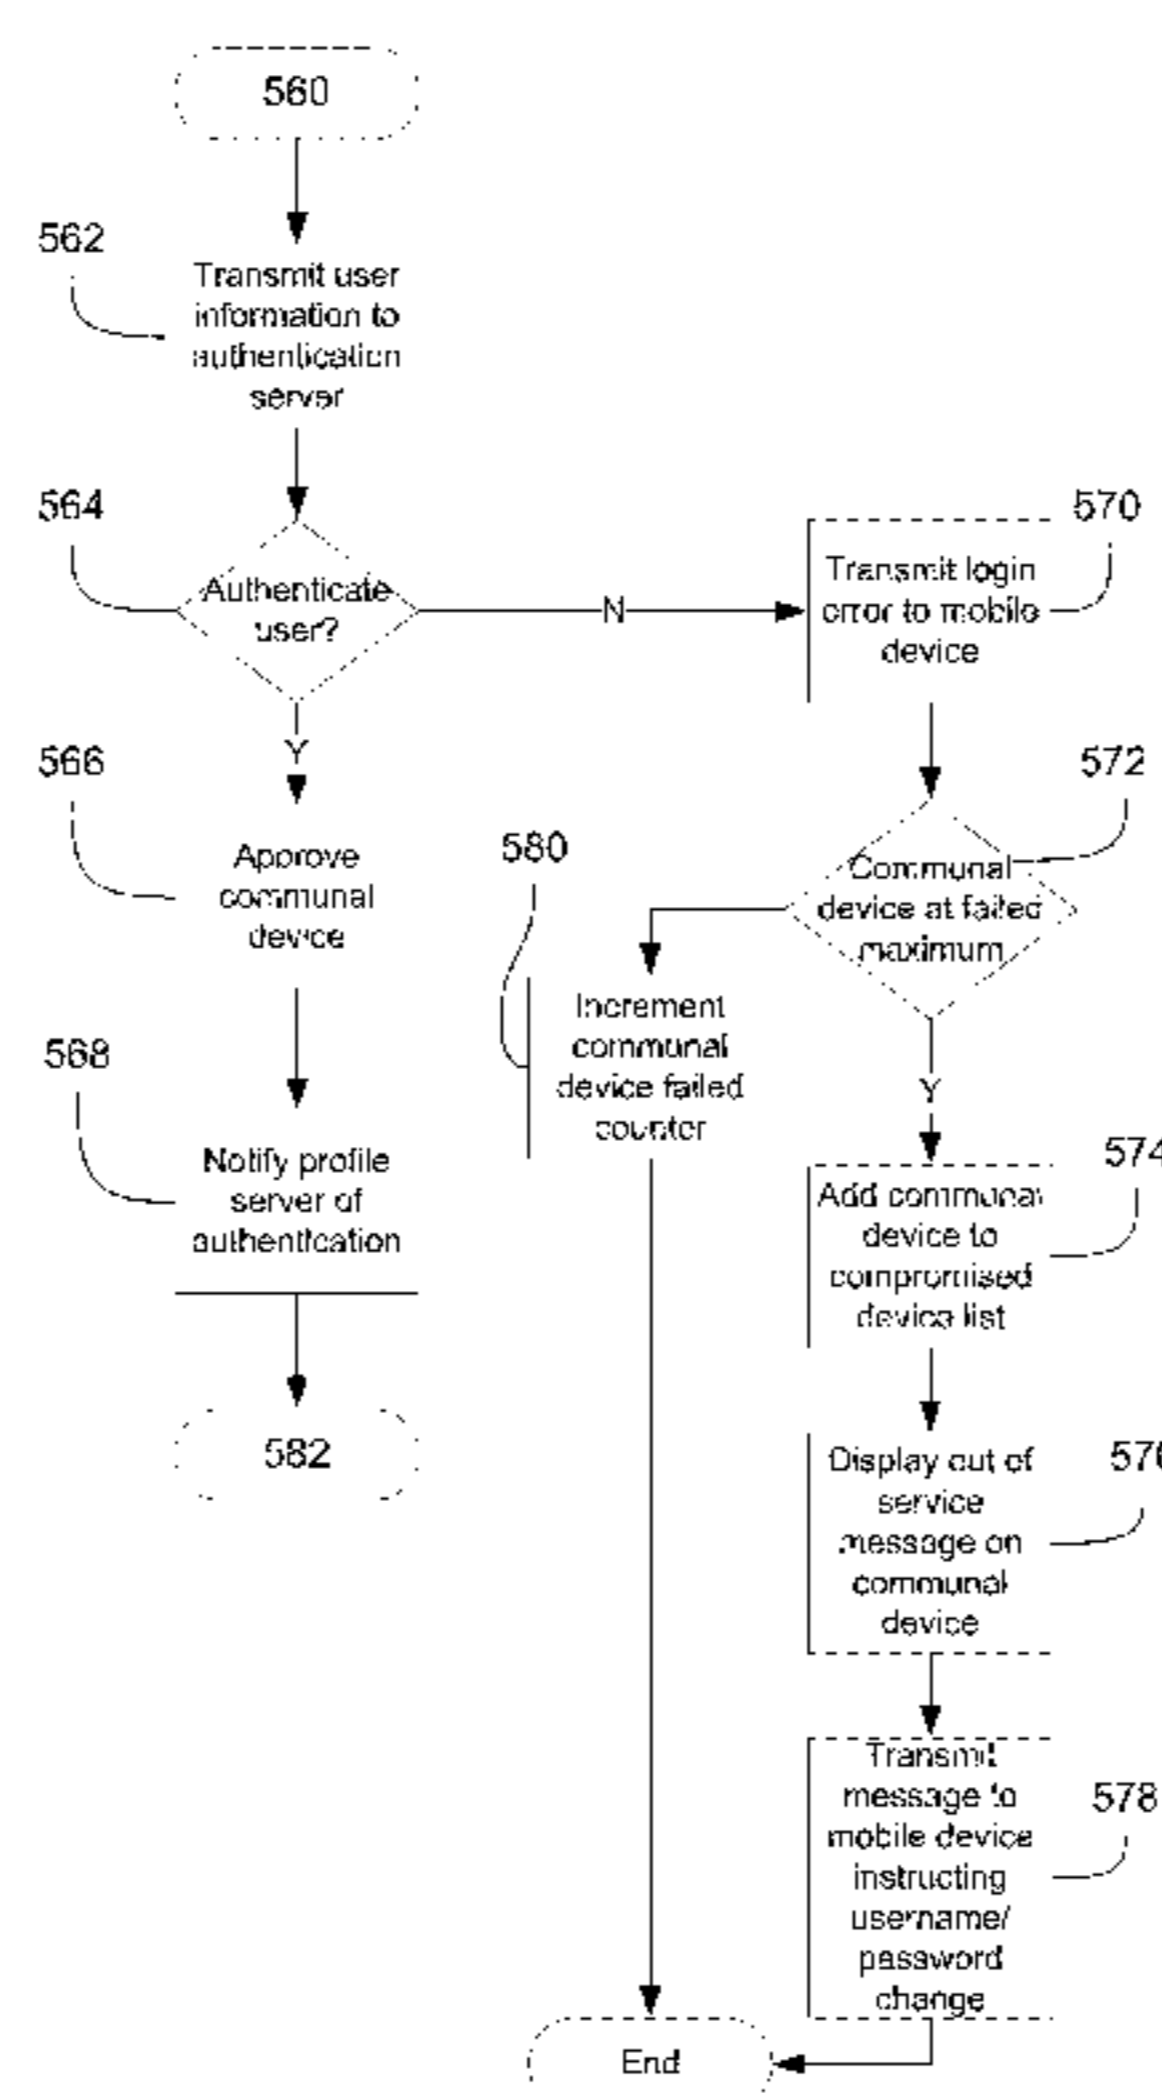 560
562
Transmit user
information to
authentication
server
564
Authenticate
user?
N
570
Transmit login
error to mobile
device
Y
566
Approve
communal
device
572
Communal
device at failed
maximum
580
Increment
communal
device failed
counter
Y
568
Notify profile
server of
authentication
574
Add communal
device to
compromised
device list
582
576
Display out of
service
message on
communal
device
578
Transmit
message to
mobile device
instructing
username/
password
change
End